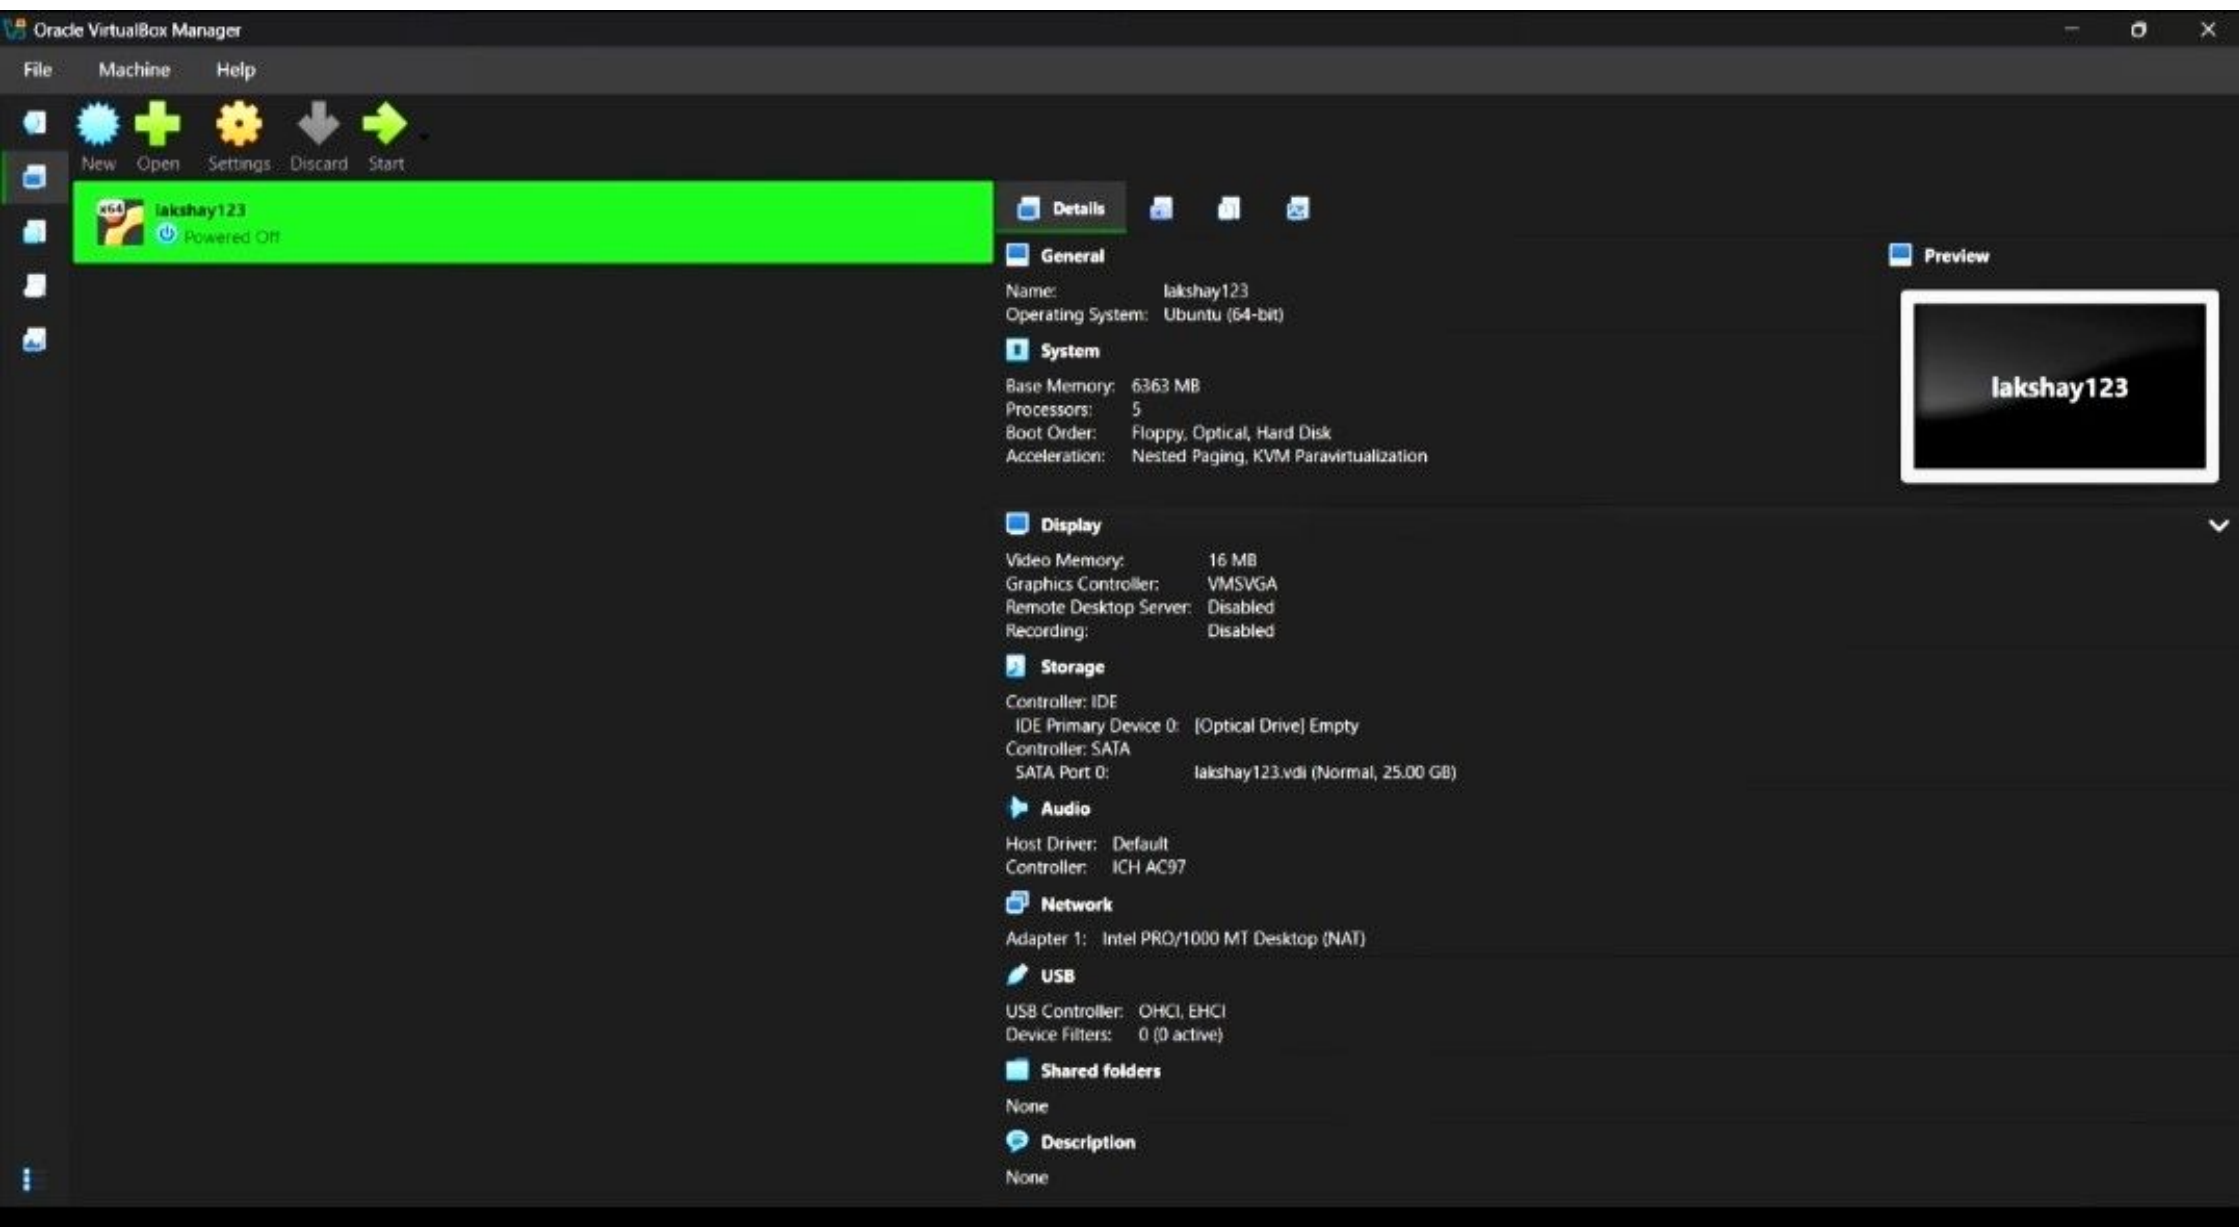 Oracle VirtualBox Manager
File Machine Help
New Open Settings Discard Start
x64
lakshay123
Powered Off
Details
General
Name: lakshay123
Operating System: Ubuntu (64-bit)
Preview
lakshay123
System
Base Memory: 6363 MB
Processors: 5
Boot Order: Floppy, Optical, Hard Disk
Acceleration: Nested Paging, KVM Paravirtualization
Display
Video Memory: 16 MB
Graphics Controller: VMSVGA
Remote Desktop Server: Disabled
Recording: Disabled
Storage
Controller: IDE
IDE Primary Device 0: [Optical Drive] Empty
Controller: SATA
SATA Port 0: lakshay123.vdi (Normal, 25.00 GB)
Audio
Host Driver: Default
Controller: ICH AC97
Network
Adapter 1: Intel PRO/1000 MT Desktop (NAT)
USB
USB Controller: OHCI, EHCI
Device Filters: 0 (0 active)
Shared folders
None
Description
None